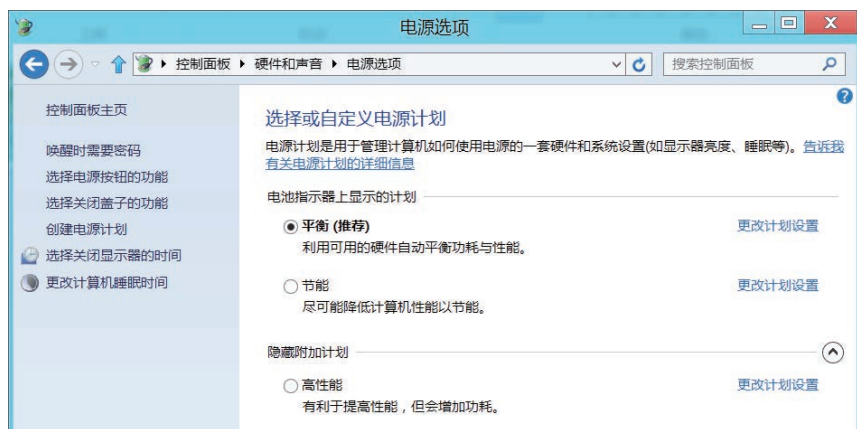 电源选项
控制面板 ▶ 硬件和声音 ▶ 电源选项
搜索控制面板
控制面板主页
唤醒时需要密码
选择电源按钮的功能
选择关闭盖子的功能
创建电源计划
选择关闭显示器的时间
更改计算机睡眠时间
选择或自定义电源计划
电源计划是用于管理计算机如何使用电源的一套硬件和系统设置(如显示器亮度、睡眠等)。告诉我
有关电源计划的详细信息
电池指示器上显示的计划
平衡 (推荐) 更改计划设置
利用可用的硬件自动平衡功耗与性能。
节能 更改计划设置
尽可能降低计算机性能以节能。
隐藏附加计划
高性能 更改计划设置
有利于提高性能，但会增加功耗。